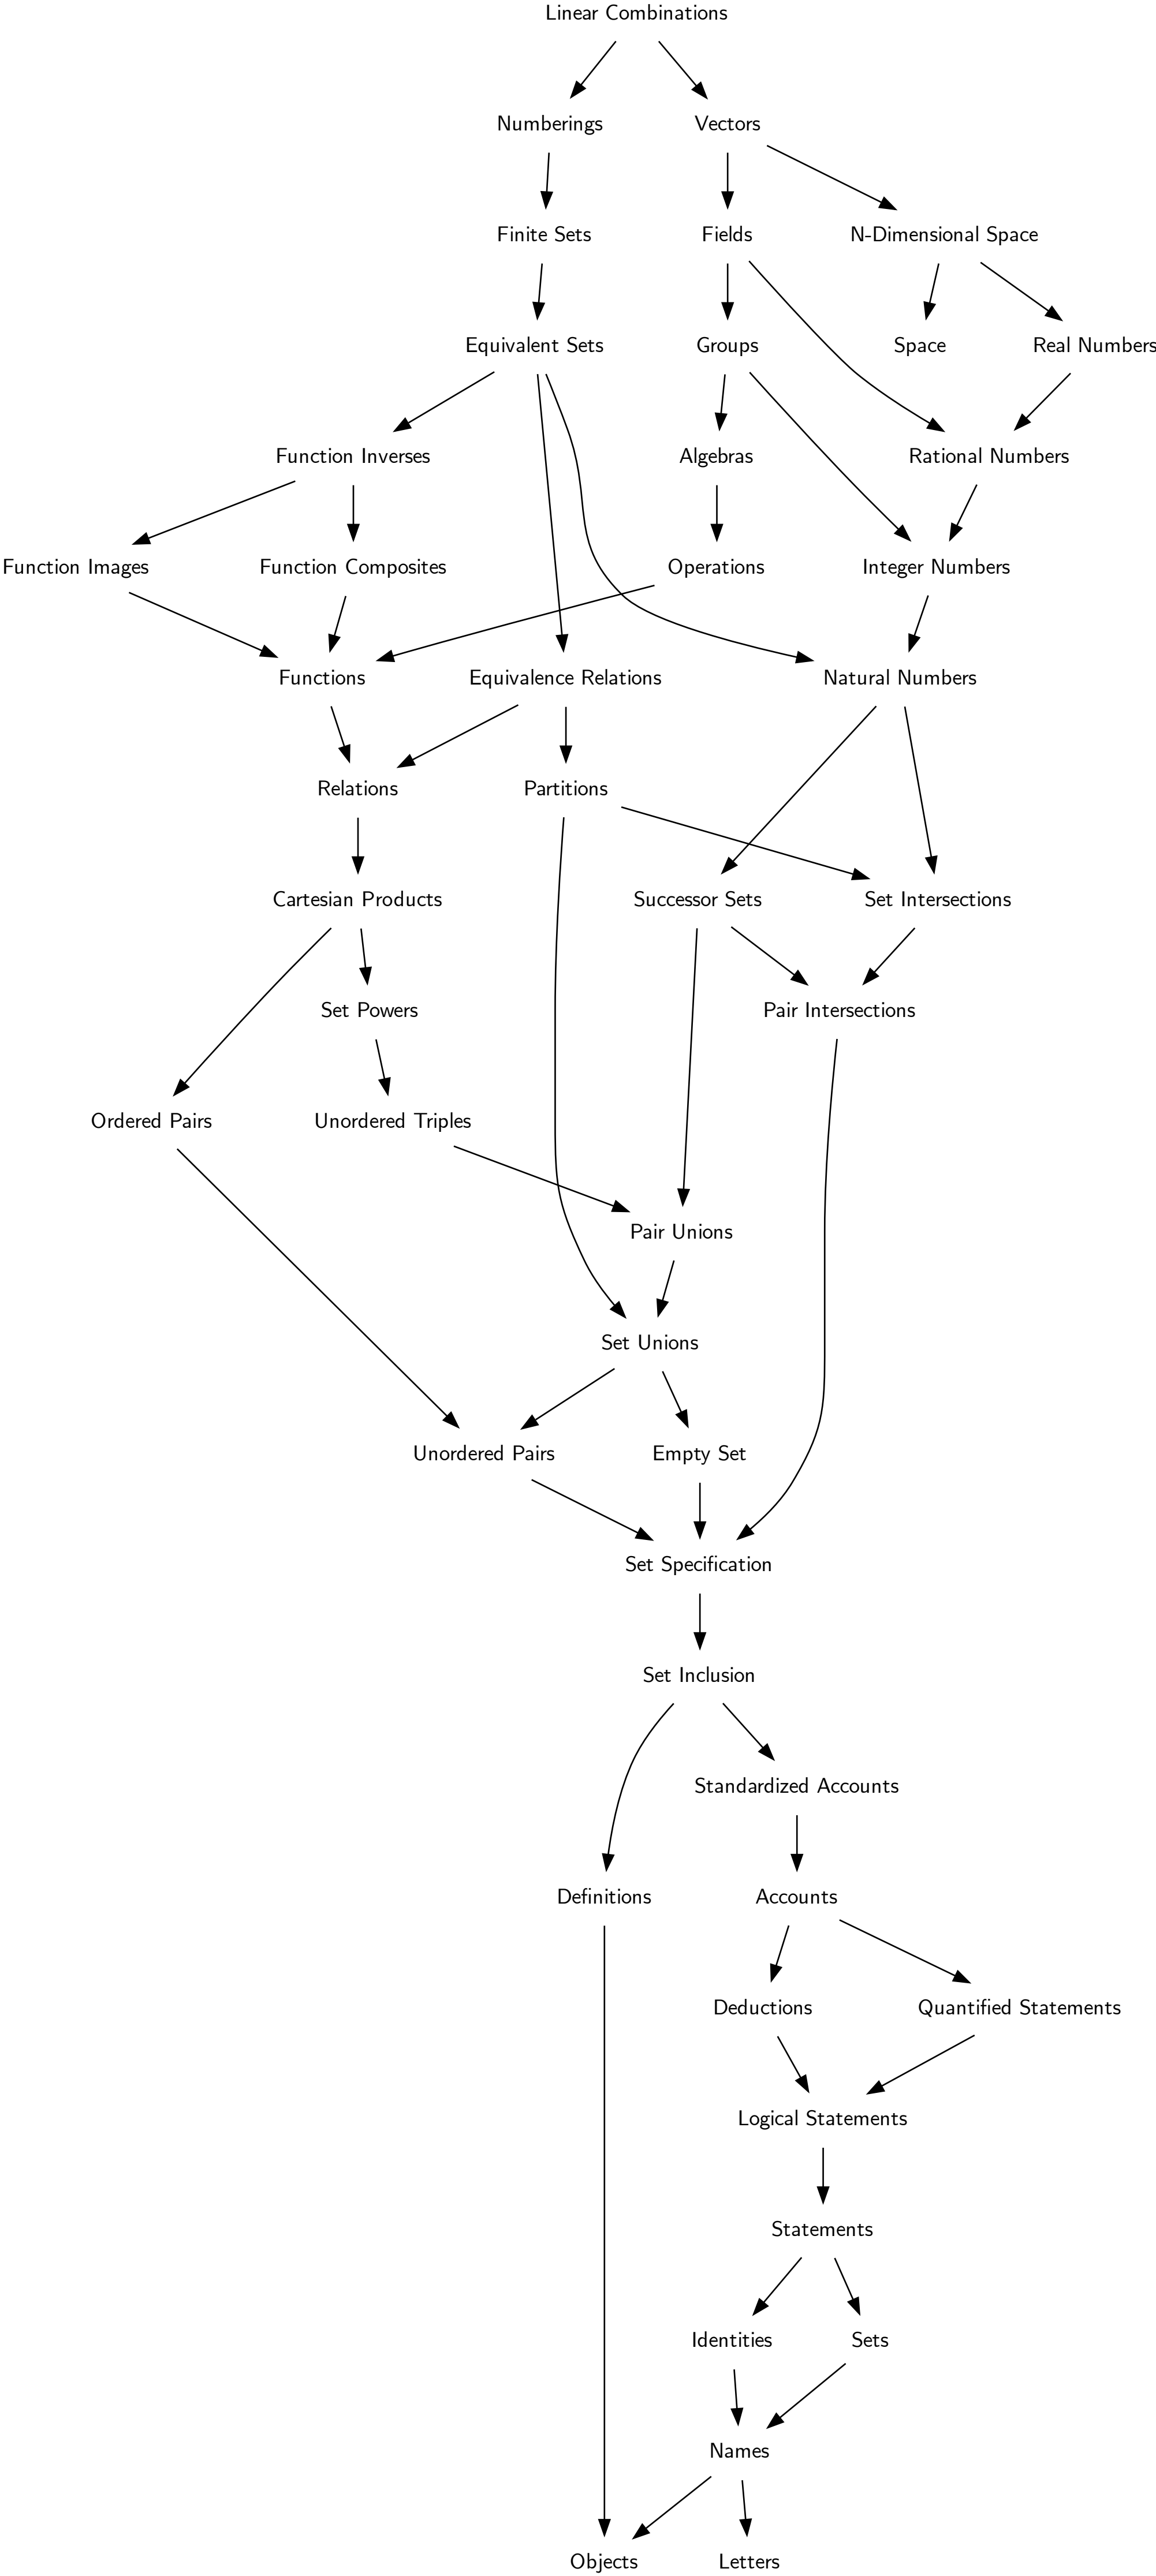 Linear Combinations
Numberings
Vectors
Finite Sets
Fields
N-Dimensional Space
Equivalent Sets
Groups
Space
Real Numbers
Function Inverses
Algebras
Rational Numbers
Function Images
Function Composites
Operations
Integer Numbers
Functions
Equivalence Relations
Natural Numbers
Relations
Partitions
Cartesian Products
Successor Sets
Set Intersections
Set Powers
Pair Intersections
Ordered Pairs
Unordered Triples
Pair Unions
Set Unions
Unordered Pairs
Empty Set
Set Specification
Set Inclusion
Standardized Accounts
Definitions
Accounts
Deductions
Quantified Statements
Logical Statements
Statements
Identities
Sets
Names
Objects
Letters